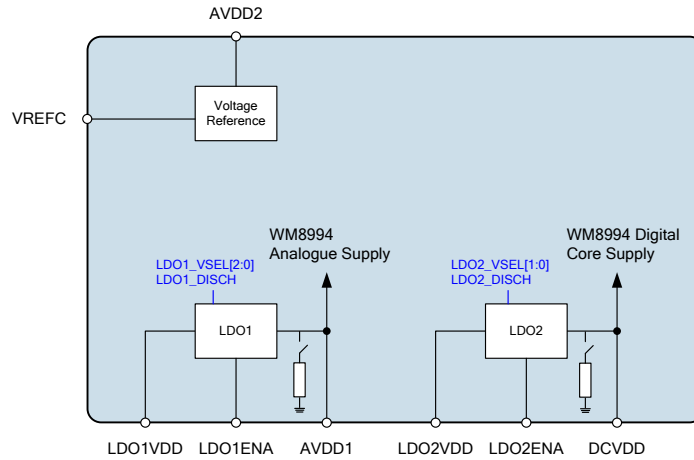 AVDD2
VREFC
Voltage
Reference
WM8994
Analogue Supply
WM8994 Digital
Core Supply
LDO1_VSEL[2:0]
LDO1_DISCH
LDO2_VSEL[1:0]
LDO2_DISCH
LDO1
LDO2
LDO1VDD
LDO1ENA
AVDD1
LDO2VDD
LDO2ENA
DCVDD